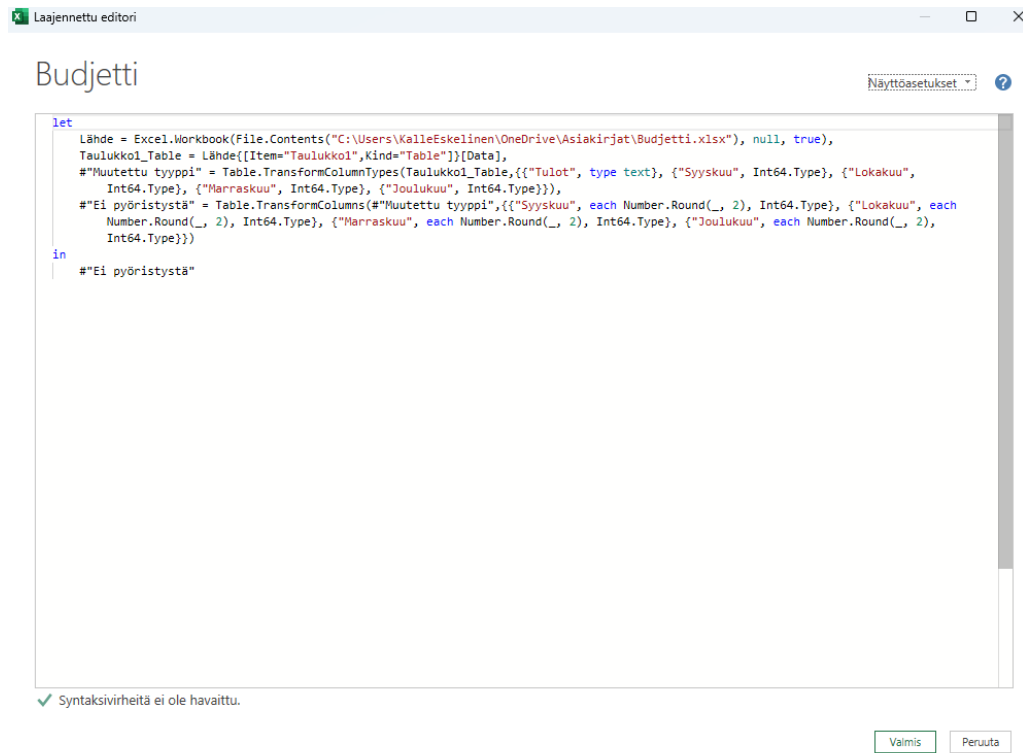 Laajennettu editori
Budjetti
Näyttöasetukset
let
Lähde = Excel.Workbook(File.Contents("C:\Users\KalleEskelinen\OneDrive\Asiakirjat\Budjetti.xlsx"), null, true),
Taulukko1_Table = Lähde{[Item="Taulukko1",Kind="Table"]}[Data],
#"Muutettu tyyppi" = Table.TransformColumnTypes(Taulukko1_Table,{{"Tulot", type text}, {"Syyskuu", Int64.Type}, {"Lokakuu",
Int64.Type}, {"Marraskuu", Int64.Type}, {"Joulukuu", Int64.Type}}),
#"Ei pyöristystä" = Table.TransformColumns(#"Muutettu tyyppi",{{"Syyskuu", each Number.Round(_, 2), Int64.Type}, {"Lokakuu", each
Number.Round(_, 2), Int64.Type}, {"Marraskuu", each Number.Round(_, 2), Int64.Type}, {"Joulukuu", each Number.Round(_, 2),
Int64.Type}})
in
#"Ei pyöristystä"
Syntaksivirheitä ei ole havaittu.
Valmis
Peruuta